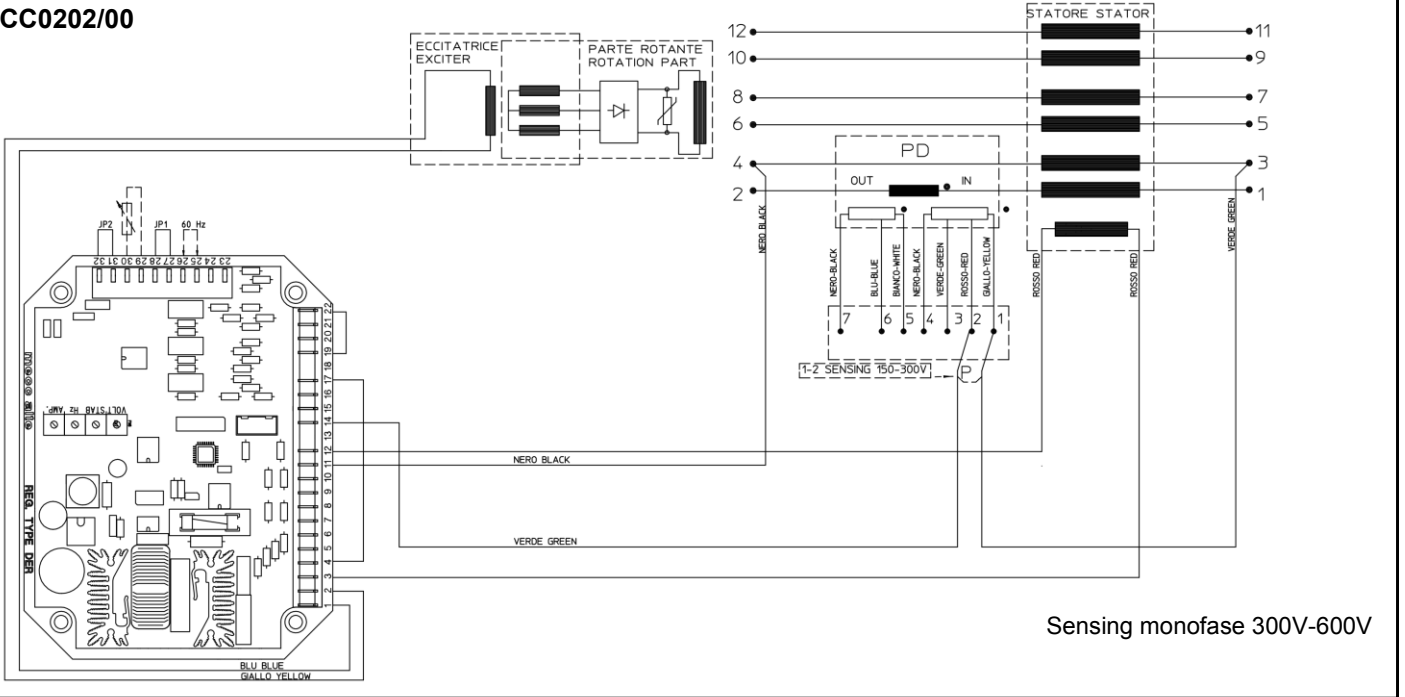 CC0202/00
ECCITATRICE
EXCITER
PARTE ROTANTE
ROTATION PART
STATORE STATOR
12
11
10
9
8
7
6
5
4
3
2
1
PD
OUT
IN
NERO BLACK
VERDE GREEN
NERO-BLACK
BLU-BLUE
BIANCO-WHITE
NERO-BLACK
VERDE-GREEN
ROSSO-RED
GIALLO-YELLOW
ROSSO RED
ROSSO RED
7 6 5 4 3 2 1
1-2 SENSING 150-300V
P
JP2
JP1
60 Hz
32 31 30 29 28 27 26 25 24 23
22
21
20
19
18
17
16
15
14
13
12
11
10
9
8
7
6
5
4
3
2
1
mecc alte
AMP.
Hz
STAB
VOLT
REG. TYPE DER
NERO BLACK
VERDE GREEN
BLU BLUE
GIALLO YELLOW
Sensing monofase 300V-600V